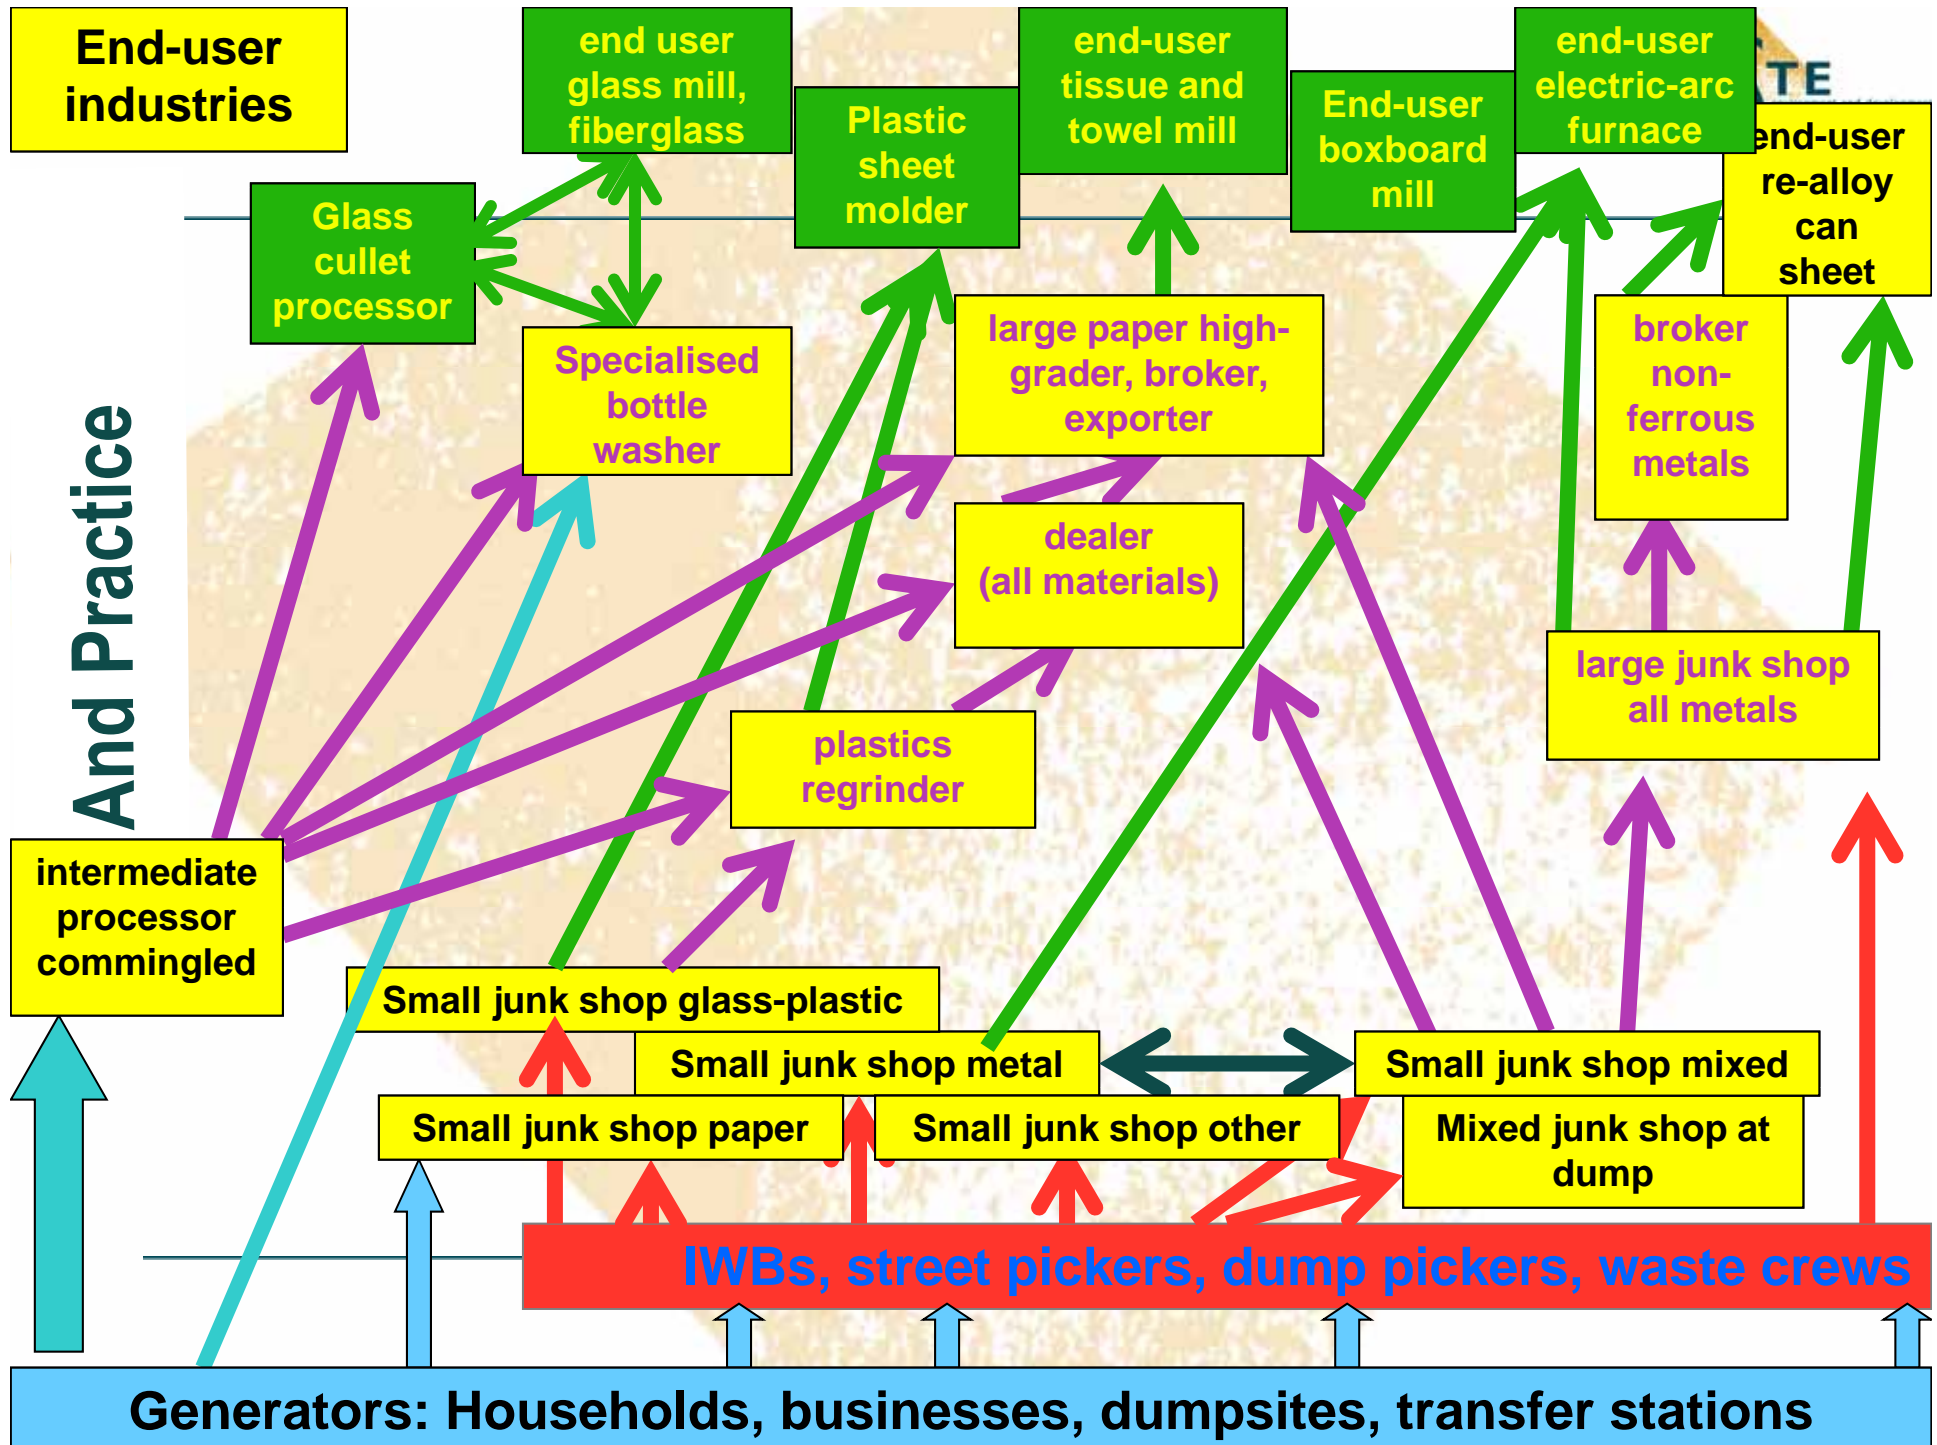 End-user
industries
end user
glass mill,
fiberglass
Plastic
sheet
molder
end-user
tissue and
towel mill
End-user
boxboard
mill
end-user
electric-arc
furnace
TE
end-user
re-alloy
can
sheet
Glass
cullet
processor
Specialised
bottle
washer
large paper high-
grader, broker,
exporter
broker
non-
ferrous
metals
And Practice
dealer
(all materials)
large junk shop
all metals
plastics
regrinder
intermediate
processor
commingled
Small junk shop glass-plastic
Small junk shop metal
Small junk shop mixed
Small junk shop paper
Small junk shop other
Mixed junk shop at
dump
IWBs, street pickers, dump pickers, waste crews
Generators: Households, businesses, dumpsites, transfer stations